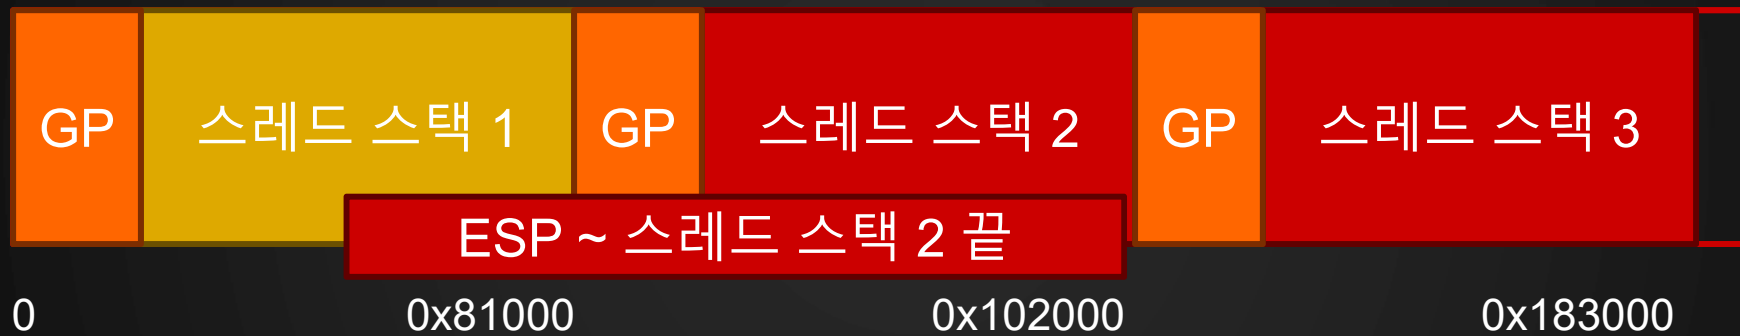 GP 스레드 스택 1 GP 스레드 스택 2 GP 스레드 스택 3
ESP ~ 스레드 스택 2 끝
0 0x81000 0x102000 0x183000